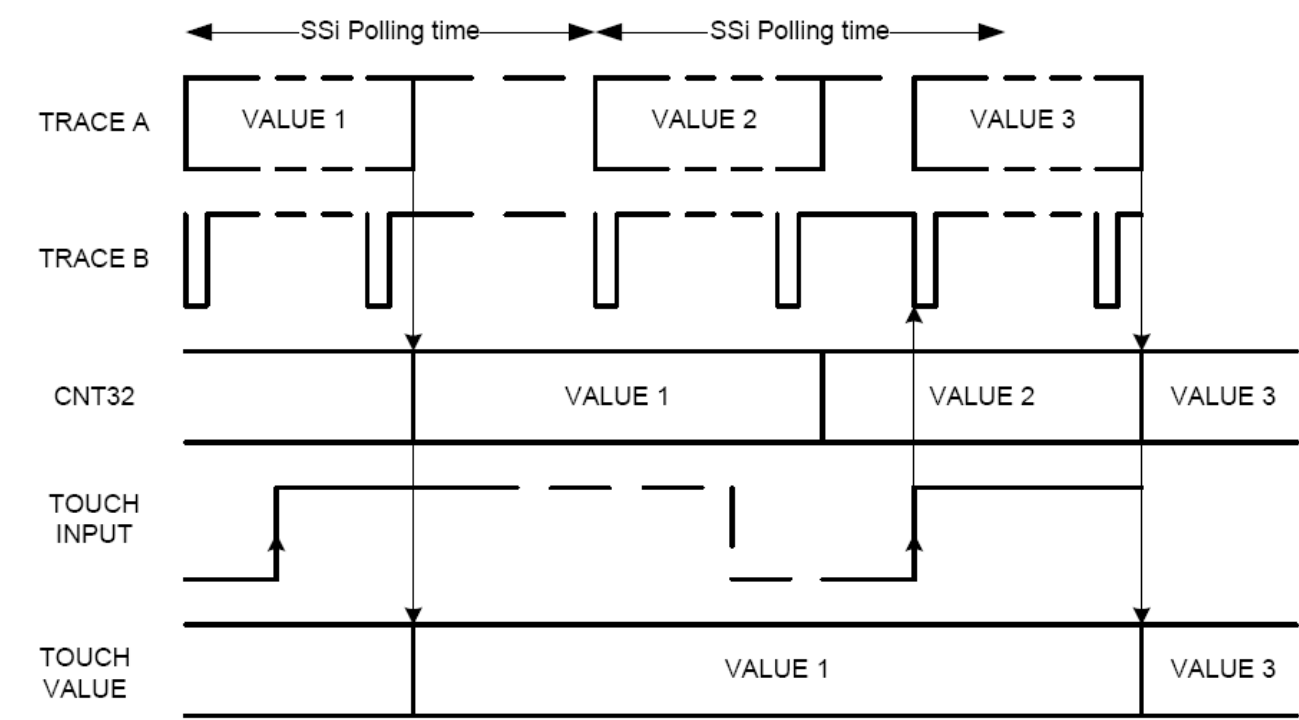 SSi Polling time SSi Polling time
TRACE A VALUE 1 VALUE 2 VALUE 3
TRACE B
CNT32 VALUE 1 VALUE 2 VALUE 3
TOUCH
INPUT
TOUCH
VALUE
VALUE 1 VALUE 3